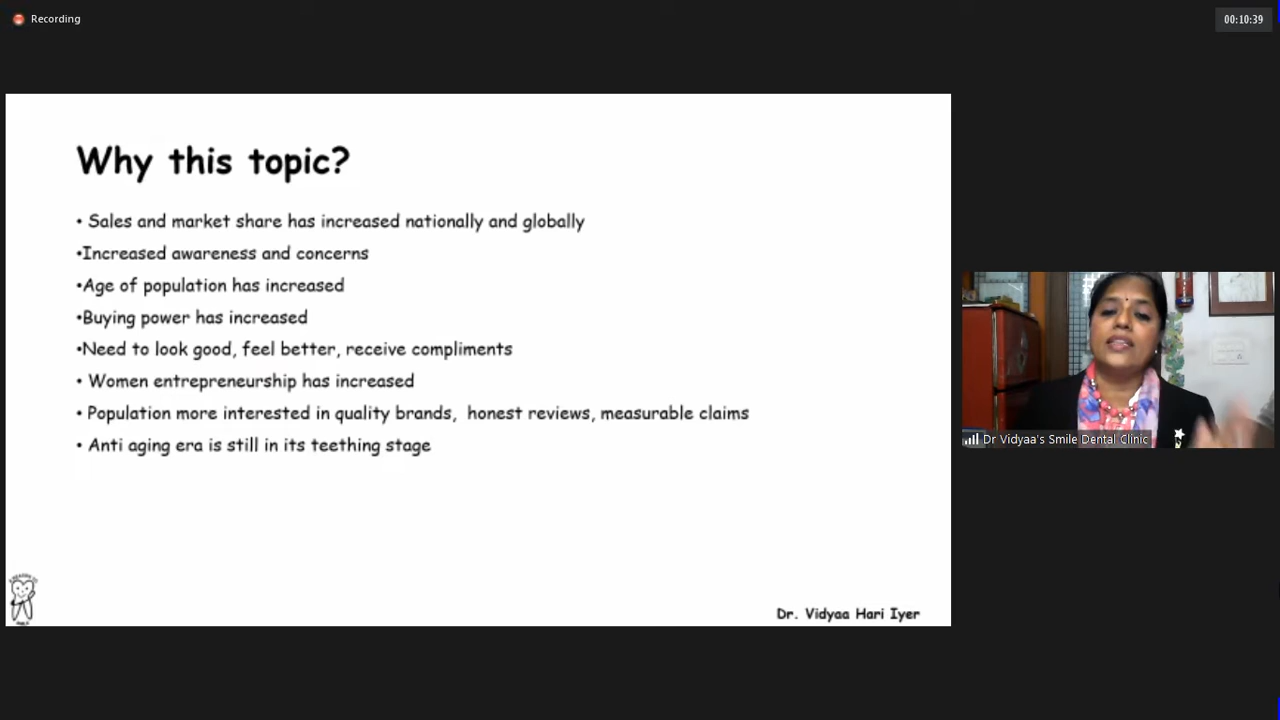 Recording
00:10:39
Why this topic?
• Sales and market share has increased nationally and globally
•Increased awareness and concerns
•Age of population has increased
•Buying power has increased
•Need to look good, feel better, receive compliments
• Women entrepreneurship has increased
• Population more interested in quality brands,  honest reviews, measurable claims
• Anti aging era is still in its teething stage
Dr. Vidyaa Hari Iyer
Dr Vidyaa's Smile Dental Clinic